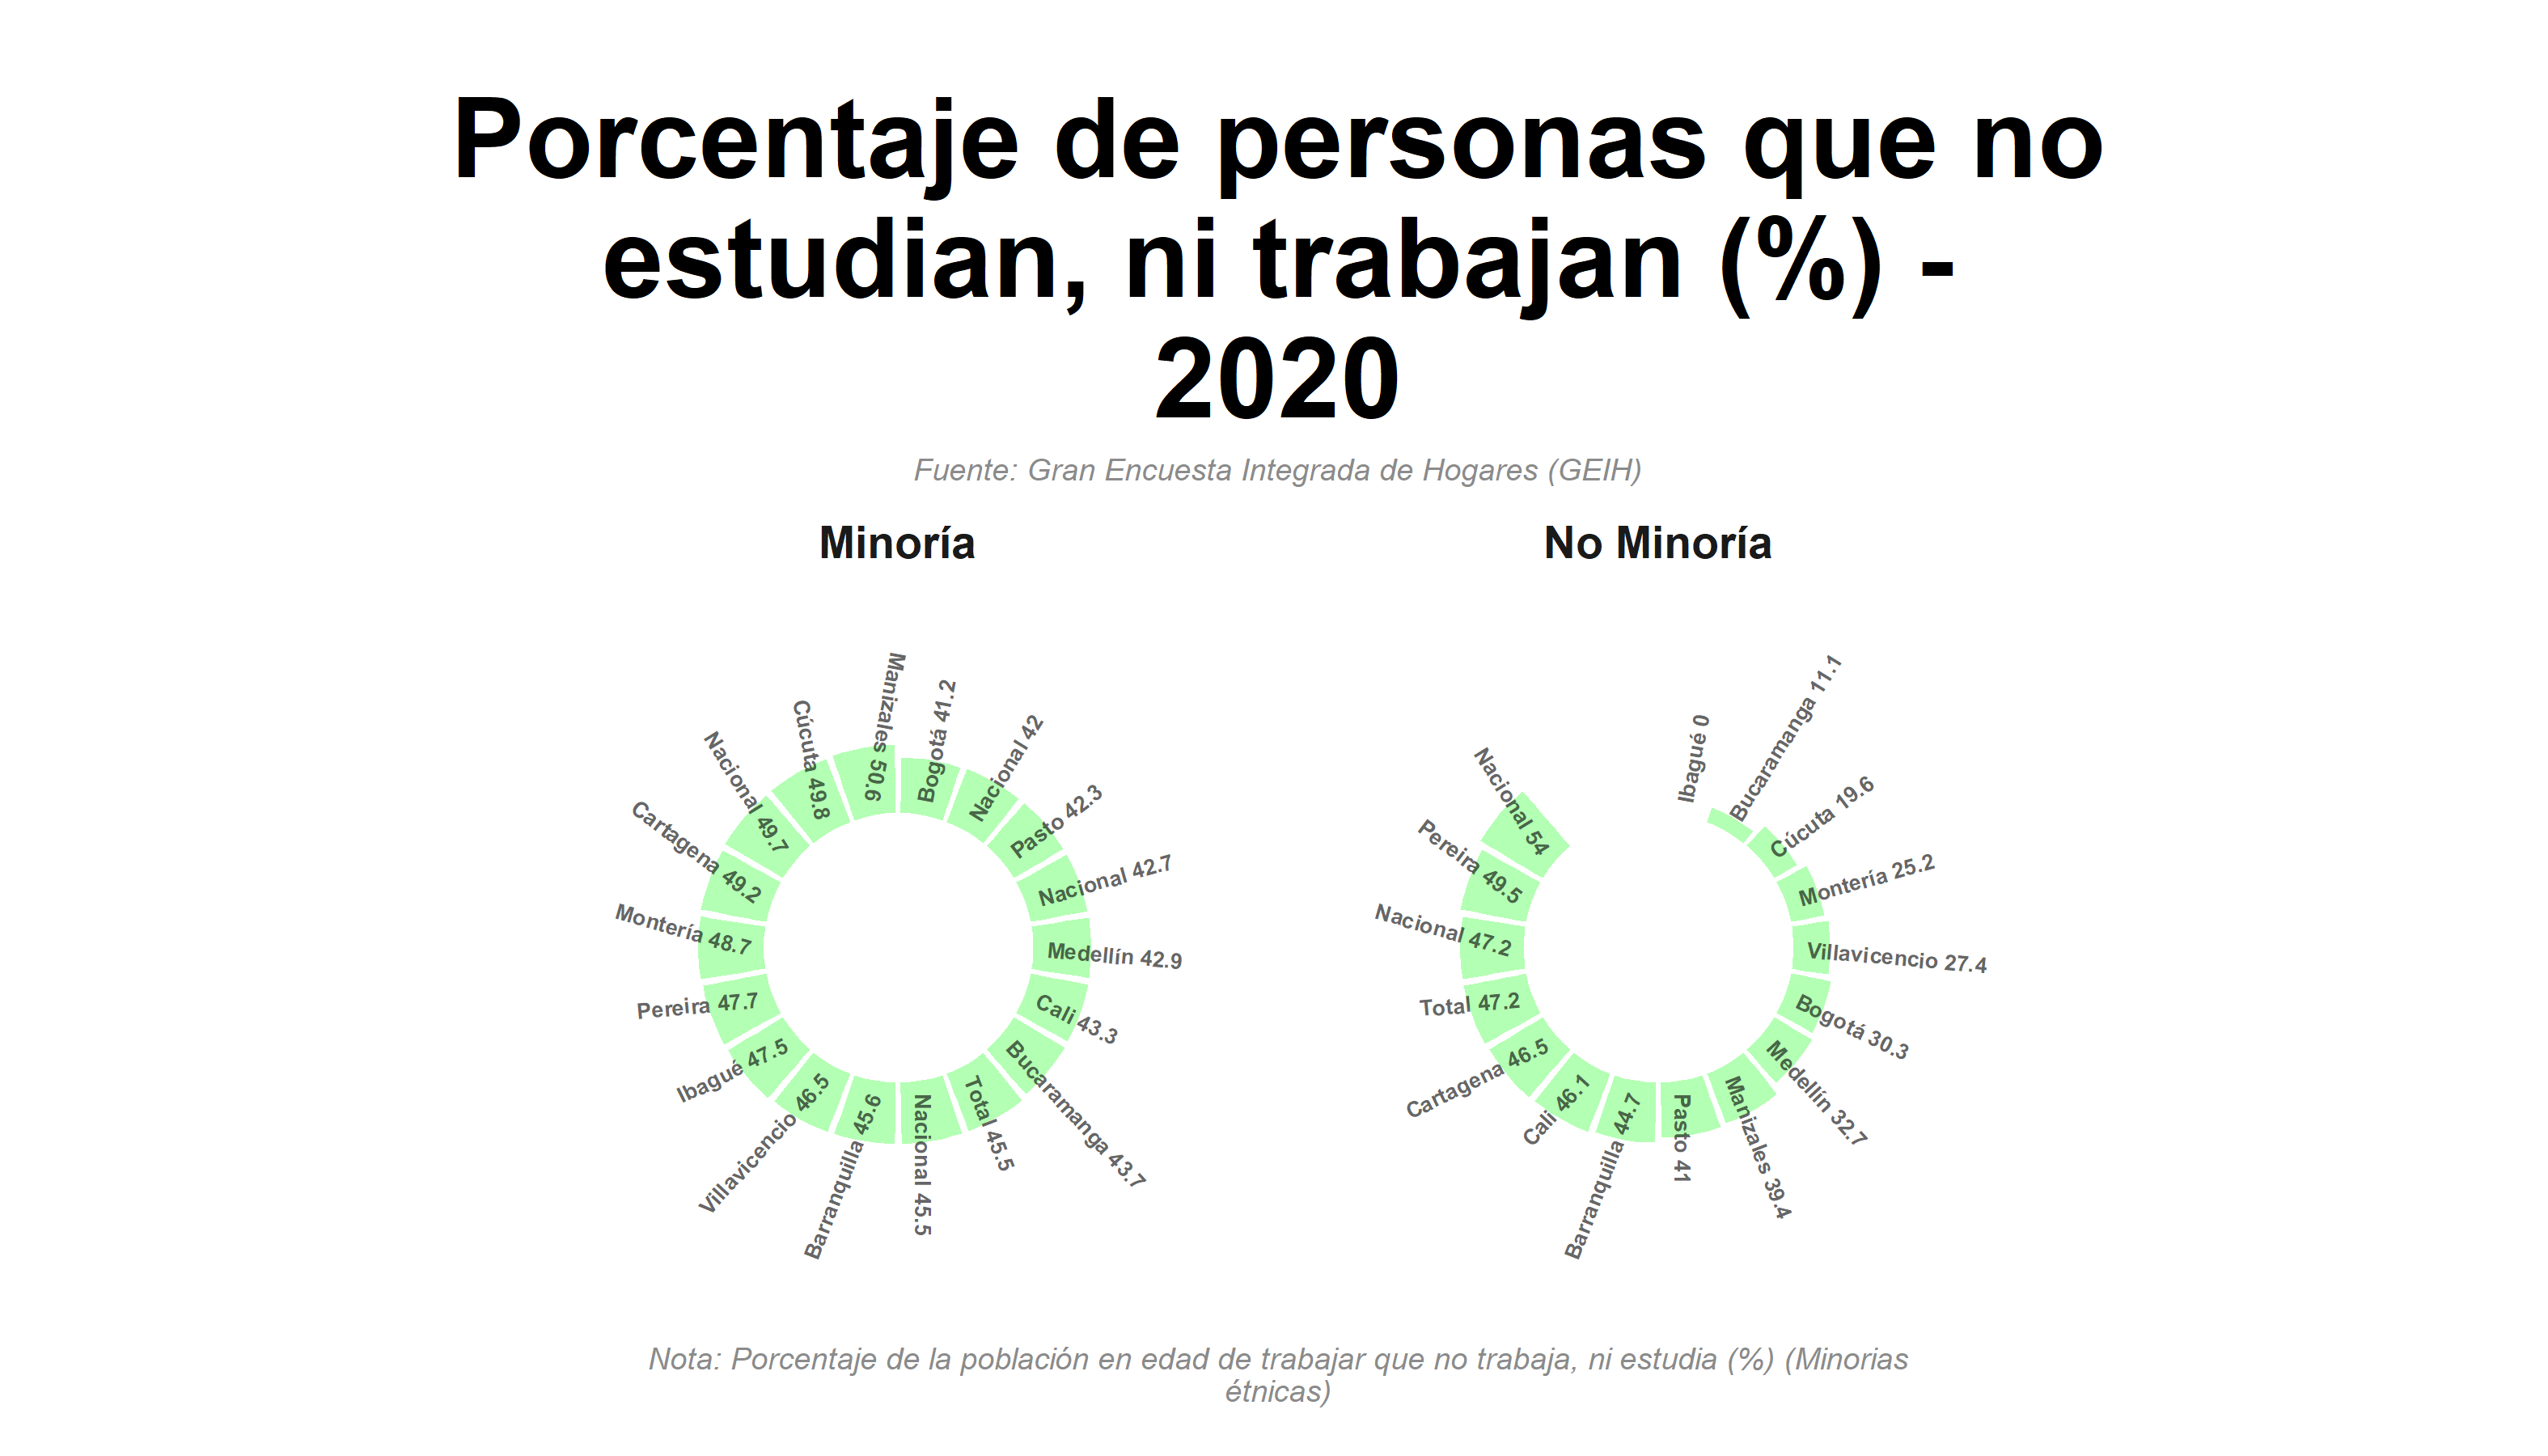 Porcentaje de personas que no
estudian, ni trabajan (%) -
2020
Fuente: Gran Encuesta Integrada de Hogares (GEIH)
Minoría
Bogotá 41.2
Nacional 42
Pasto 42.3
Nacional 42.7
Medellín 42.9
Cali 43.3
Bucaramanga 43.7
Total 45.5
Nacional 45.5
Barranquilla 45.6
Villavicencio 46.5
Ibagué 47.5
Pereira 47.7
Montería 48.7
Cartagena 49.2
Nacional 49.7
Cúcuta 49.8
Manizales 50.6
No Minoría
Ibagué 0
Bucaramanga 11.1
Cúcuta 19.6
Montería 25.2
Villavicencio 27.4
Bogotá 30.3
Medellín 32.7
Manizales 39.4
Pasto 41
Barranquilla 44.7
Cali 46.1
Cartagena 46.5
Total 47.2
Nacional 47.2
Pereira 49.5
Nacional 54
Nota: Porcentaje de la población en edad de trabajar que no trabaja, ni estudia (%) (Minorias
étnicas)